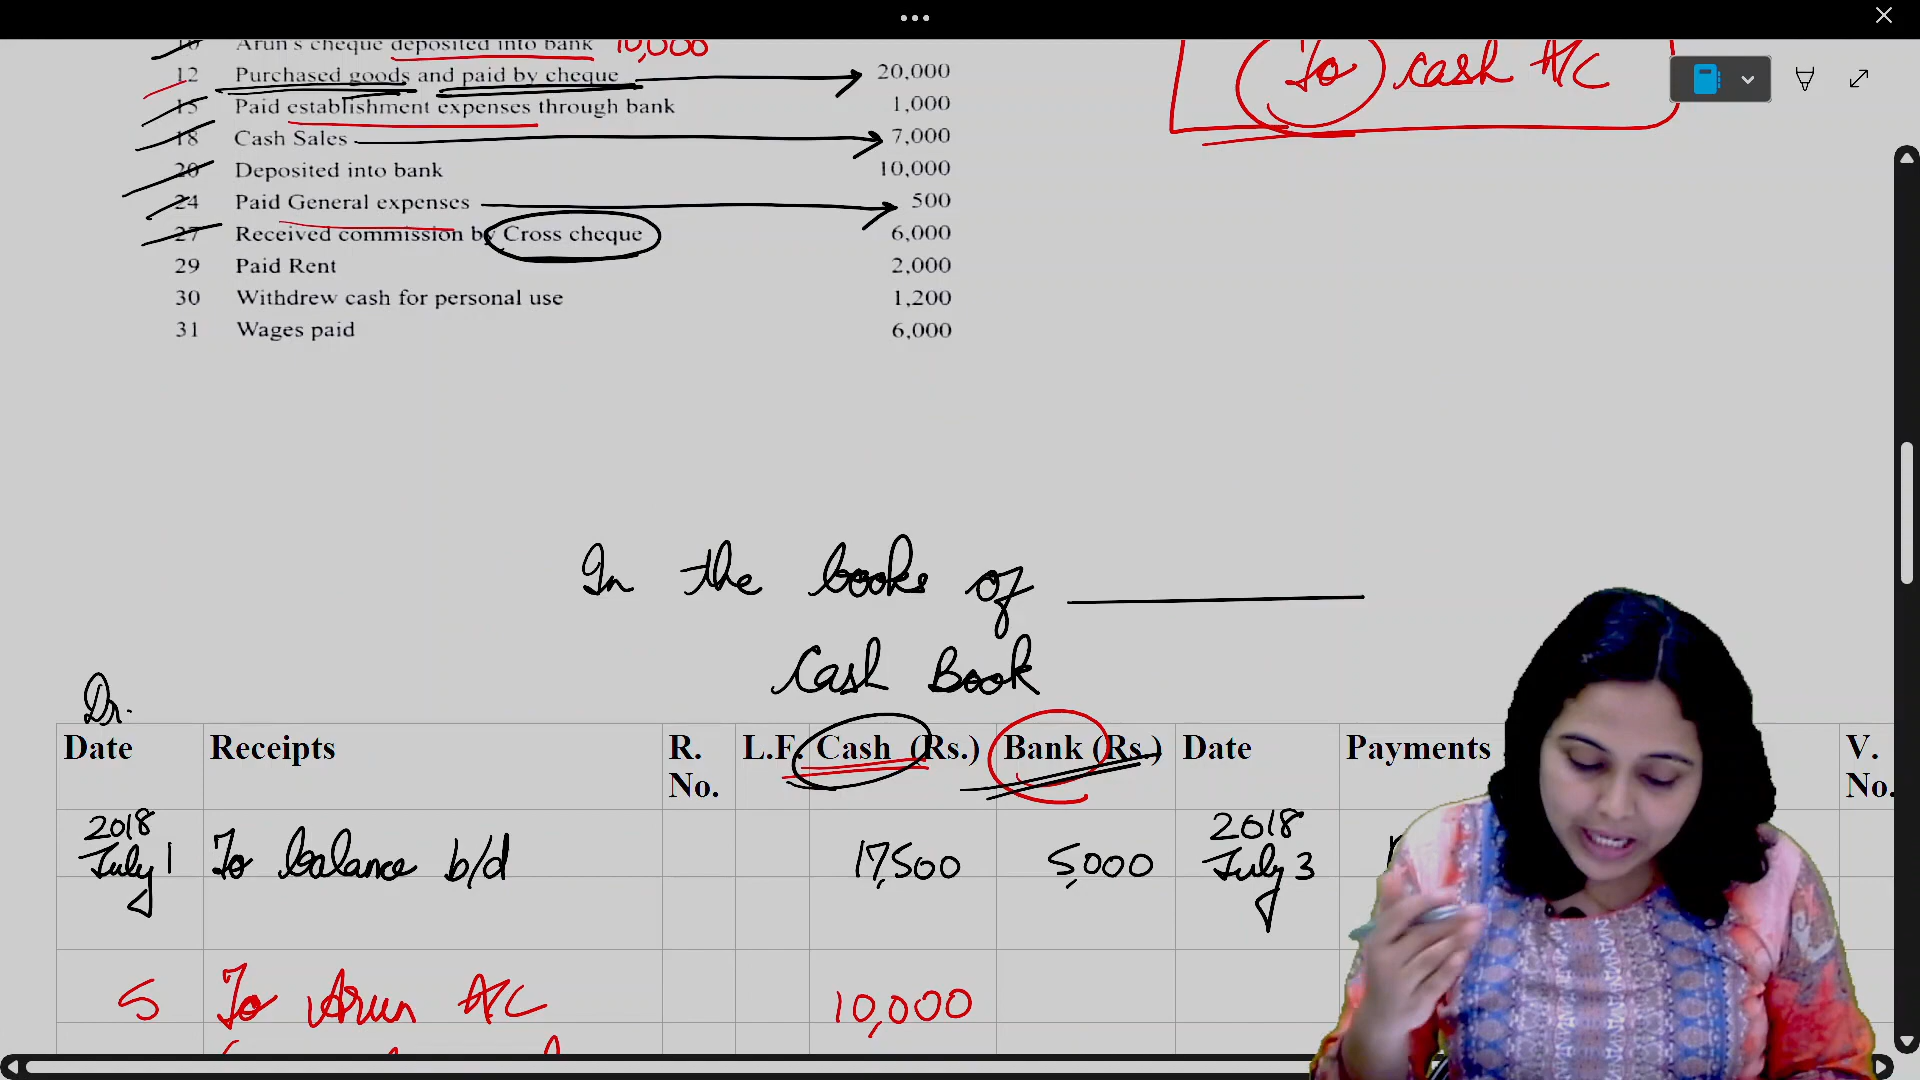 10 Arun's cheque deposited into bank 10,000
12 Purchased goods and paid by cheque 20,000
15 Paid establishment expenses through bank 1,000
18 Cash Sales 7,000
20 Deposited into bank 10,000
24 Paid General expenses 500
27 Received commission by Cross cheque 6,000
29 Paid Rent 2,000
30 Withdrew cash for personal use 1,200
31 Wages paid 6,000
To cash A/C
In the books of
Cash Book
Dr.
Date Receipts R. No. L.F. Cash (Rs.) Bank (Rs.) Date Payments V. No.
2018 July 1 To balance b/d 17,500 5,000 2018 July 3
5 To Arun A/C 10,000